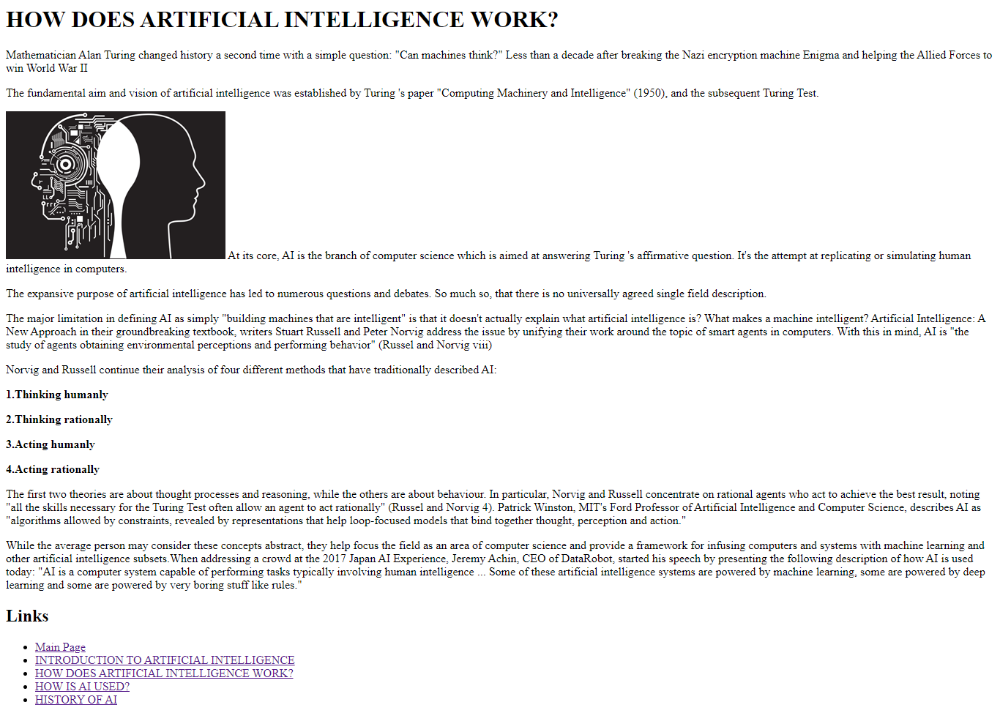 HOW DOES ARTIFICIAL INTELLIGENCE WORK?
Mathematician Alan Turing changed history a second time with a simple question: "Can machines think?" Less than a decade after breaking the Nazi encryption machine Enigma and helping the Allied Forces to
win World War II
The fundamental aim and vision of artificial intelligence was established by Turing 's paper "Computing Machinery and Intelligence" (1950), and the subsequent Turing Test.
At its core, AI is the branch of computer science which is aimed at answering Turing 's affirmative question. It's the attempt at replicating or simulating human
intelligence in computers.
The expansive purpose of artificial intelligence has led to numerous questions and debates. So much so, that there is no universally agreed single field description.
The major limitation in defining AI as simply "building machines that are intelligent" is that it doesn't actually explain what artificial intelligence is? What makes a machine intelligent? Artificial Intelligence: A
New Approach in their groundbreaking textbook, writers Stuart Russell and Peter Norvig address the issue by unifying their work around the topic of smart agents in computers. With this in mind, AI is "the
study of agents obtaining environmental perceptions and performing behavior" (Russel and Norvig viii)
Norvig and Russell continue their analysis of four different methods that have traditionally described AI:
1.Thinking humanly
2.Thinking rationally
3.Acting humanly
4.Acting rationally
The first two theories are about thought processes and reasoning, while the others are about behaviour. In particular, Norvig and Russell concentrate on rational agents who act to achieve the best result, noting
"all the skills necessary for the Turing Test often allow an agent to act rationally" (Russel and Norvig 4). Patrick Winston, MIT's Ford Professor of Artificial Intelligence and Computer Science, describes AI as
"algorithms allowed by constraints, revealed by representations that help loop-focused models that bind together thought, perception and action."
While the average person may consider these concepts abstract, they help focus the field as an area of computer science and provide a framework for infusing computers and systems with machine learning and
other artificial intelligence subsets.When addressing a crowd at the 2017 Japan AI Experience, Jeremy Achin, CEO of DataRobot, started his speech by presenting the following description of how AI is used
today: "AI is a computer system capable of performing tasks typically involving human intelligence ... Some of these artificial intelligence systems are powered by machine learning, some are powered by deep
learning and some are powered by very boring stuff like rules."
Links
Main Page
INTRODUCTION TO ARTIFICIAL INTELLIGENCE
HOW DOES ARTIFICIAL INTELLIGENCE WORK?
HOW IS AI USED?
HISTORY OF AI